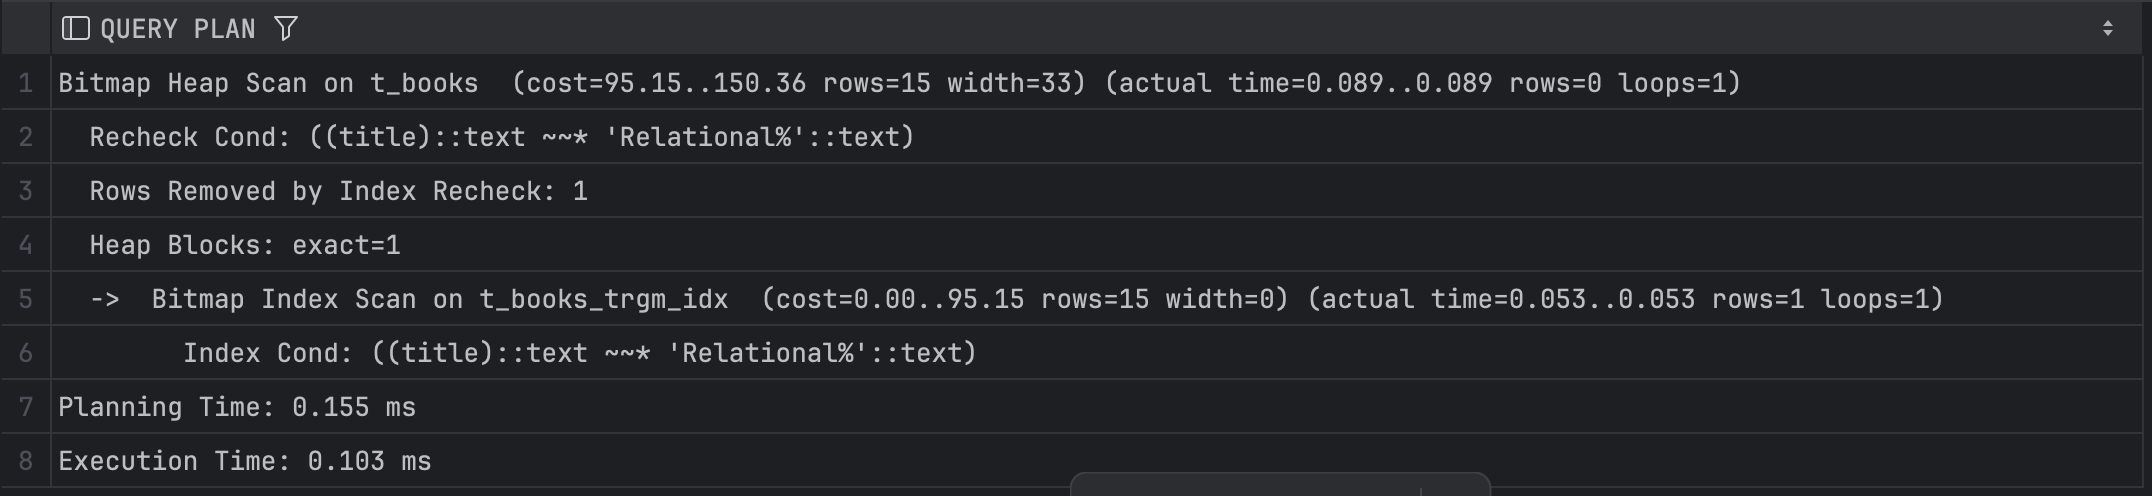 QUERY PLAN
1 Bitmap Heap Scan on t_books  (cost=95.15..150.36 rows=15 width=33) (actual time=0.089..0.089 rows=0 loops=1)
2   Recheck Cond: ((title)::text ~~* 'Relational%'::text)
3   Rows Removed by Index Recheck: 1
4   Heap Blocks: exact=1
5   ->  Bitmap Index Scan on t_books_trgm_idx  (cost=0.00..95.15 rows=15 width=0) (actual time=0.053..0.053 rows=1 loops=1)
6         Index Cond: ((title)::text ~~* 'Relational%'::text)
7 Planning Time: 0.155 ms
8 Execution Time: 0.103 ms